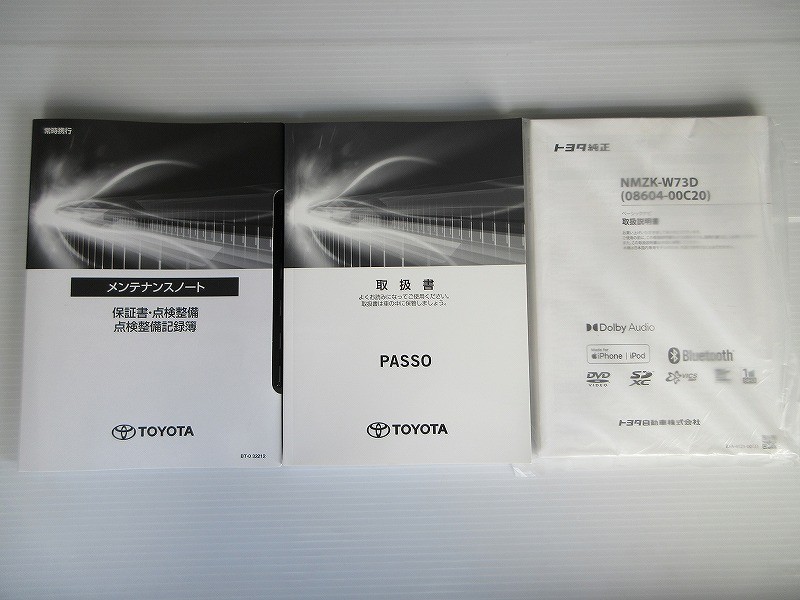 常時携行
メンテナンスノート
保証書・点検整備
点検整備記録簿
TOYOTA
DT-0 32212
取扱書
よくお読みになってご使用ください。
取扱書は車の中に保管しましょう。
PASSO
TOYOTA
トヨタ純正
NMZK-W73D
(08604-00C20)
取扱説明書
Dolby Audio
iPhone | iPod
Bluetooth
DVD
VIDEO
SD
XC
VICS
トヨタ自動車株式会社